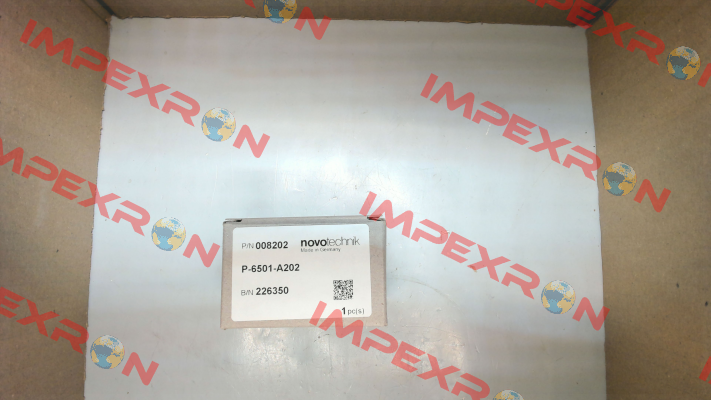 P/N 008202 novotechnik
Made in Germany
P-6501-A202
B/N 226350
1 pc(s)
IMPEXRON
IMPEXRON
IMPEXRON
IMPEXRON
IMPEXRON
IMPEXRON
IMPEXRON
IMPEXRON